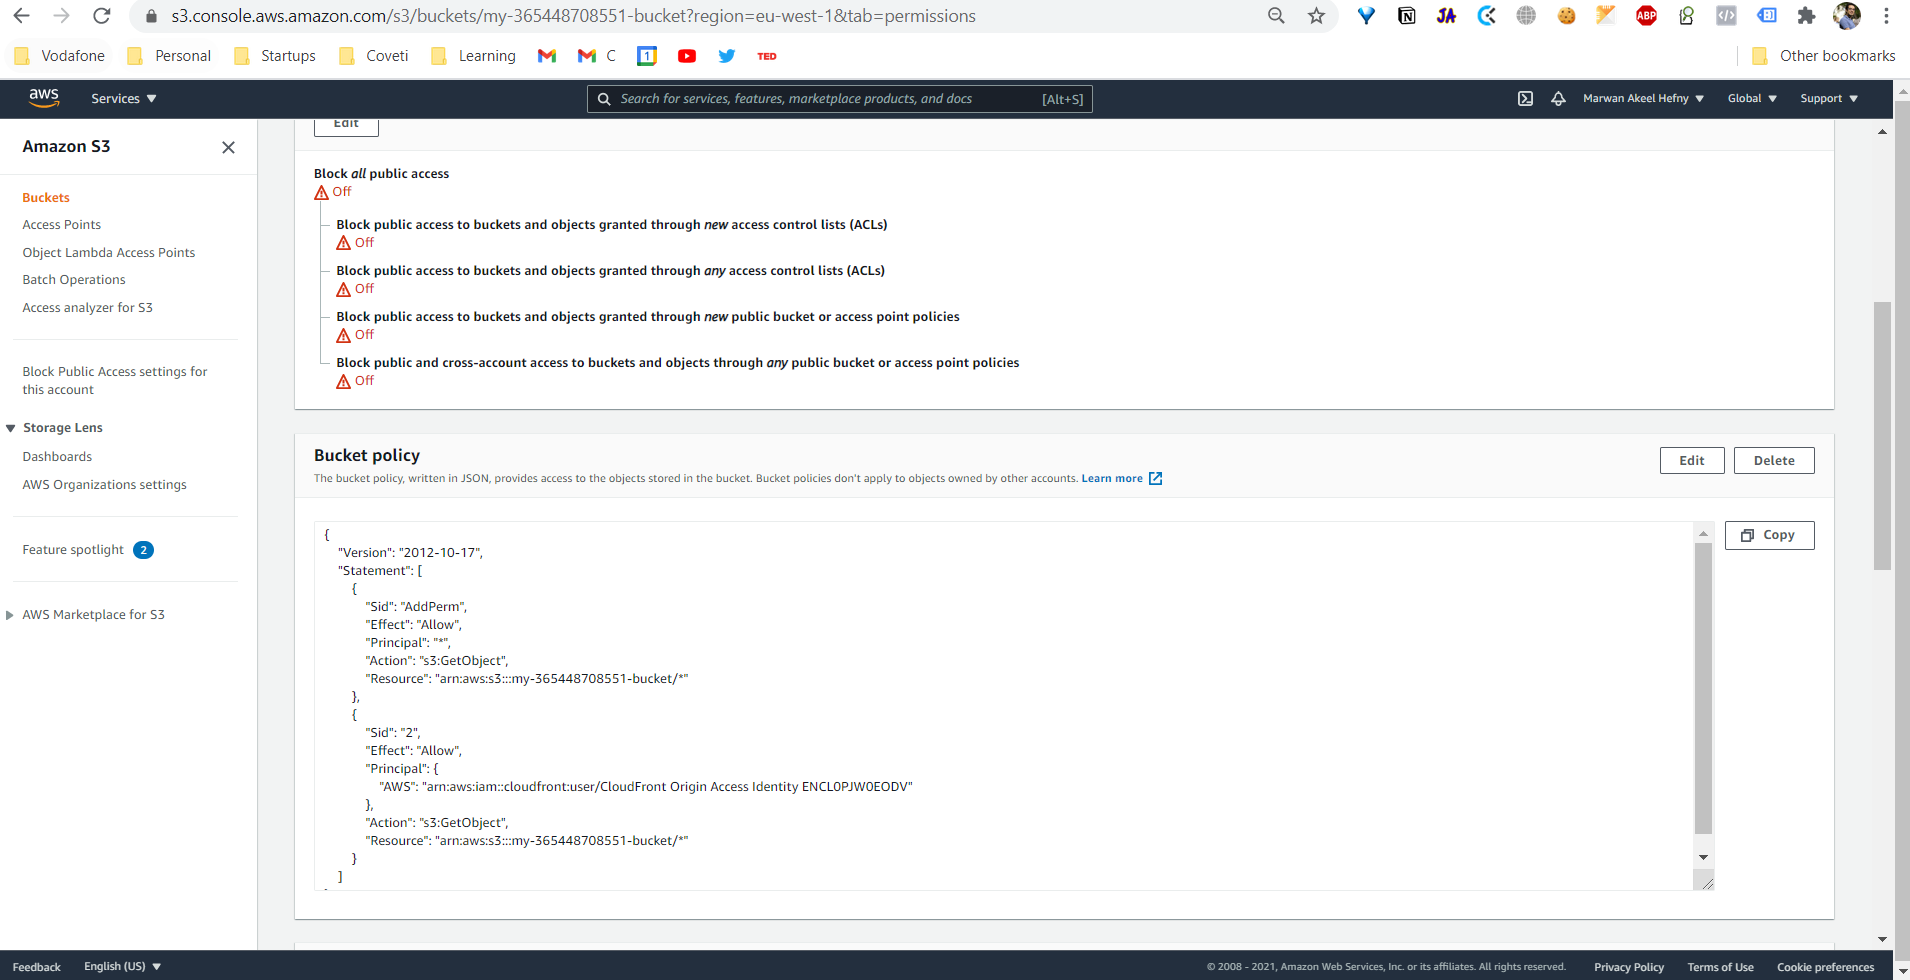 s3.console.aws.amazon.com/s3/buckets/my-365448708551-bucket?region=eu-west-1&tab=permissions
JA
ABP
Vodafone
Personal
Startups
Coveti
Learning
C
1
TED
Other bookmarks
aws
Services
Search for services, features, marketplace products, and docs
[Alt+S]
Marwan Akeel Hefny
Global
Support
Amazon S3
Buckets
Access Points
Object Lambda Access Points
Batch Operations
Access analyzer for S3
Block Public Access settings for
this account
Storage Lens
Dashboards
AWS Organizations settings
Feature spotlight 2
AWS Marketplace for S3
Edit
Block all public access
Off
Block public access to buckets and objects granted through new access control lists (ACLs)
Off
Block public access to buckets and objects granted through any access control lists (ACLs)
Off
Block public access to buckets and objects granted through new public bucket or access point policies
Off
Block public and cross-account access to buckets and objects through any public bucket or access point policies
Off
Bucket policy
The bucket policy, written in JSON, provides access to the objects stored in the bucket. Bucket policies don't apply to objects owned by other accounts. Learn more
Edit
Delete
{
"Version": "2012-10-17",
"Statement": [
{
"Sid": "AddPerm",
"Effect": "Allow",
"Principal": "*",
"Action": "s3:GetObject",
"Resource": "arn:aws:s3:::my-365448708551-bucket/*"
},
{
"Sid": "2",
"Effect": "Allow",
"Principal": {
"AWS": "arn:aws:iam::cloudfront:user/CloudFront Origin Access Identity ENCL0PJW0EODV"
},
"Action": "s3:GetObject",
"Resource": "arn:aws:s3:::my-365448708551-bucket/*"
}
]
Copy
Feedback
English (US)
© 2008 - 2021, Amazon Web Services, Inc. or its affiliates. All rights reserved.
Privacy Policy
Terms of Use
Cookie preferences